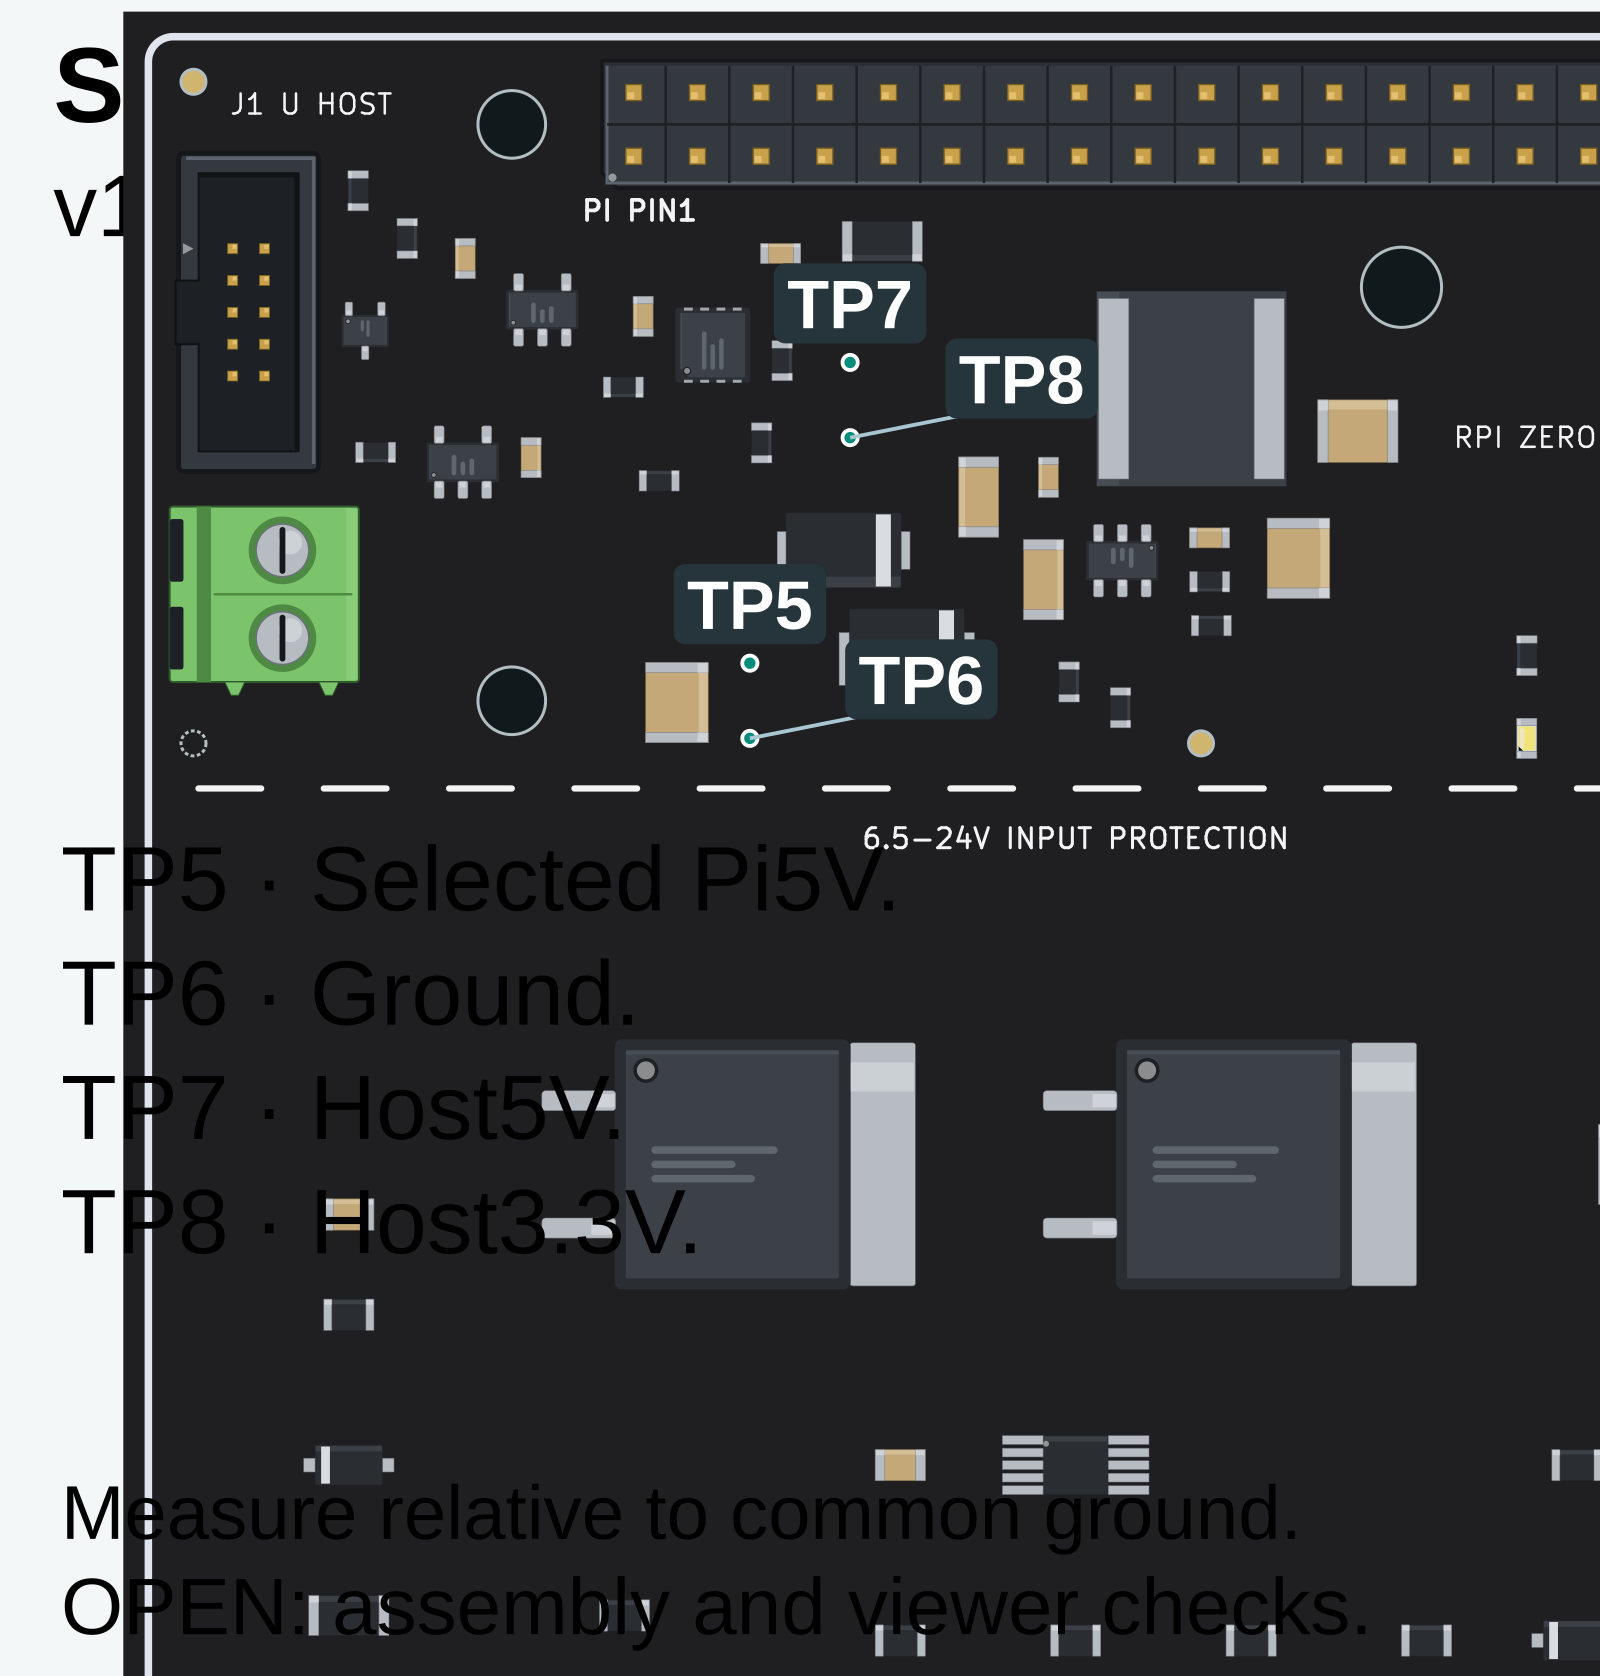 S
v1
J1 U HOST
PI PIN1
TP7
TP8
RPI ZERO
TP5
TP6
6.5-24V INPUT PROTECTION
TP5 · Selected Pi5V.
TP6 · Ground.
TP7 · Host5V.
TP8 · Host3.3V.
Measure relative to common ground.
OPEN: assembly and viewer checks.